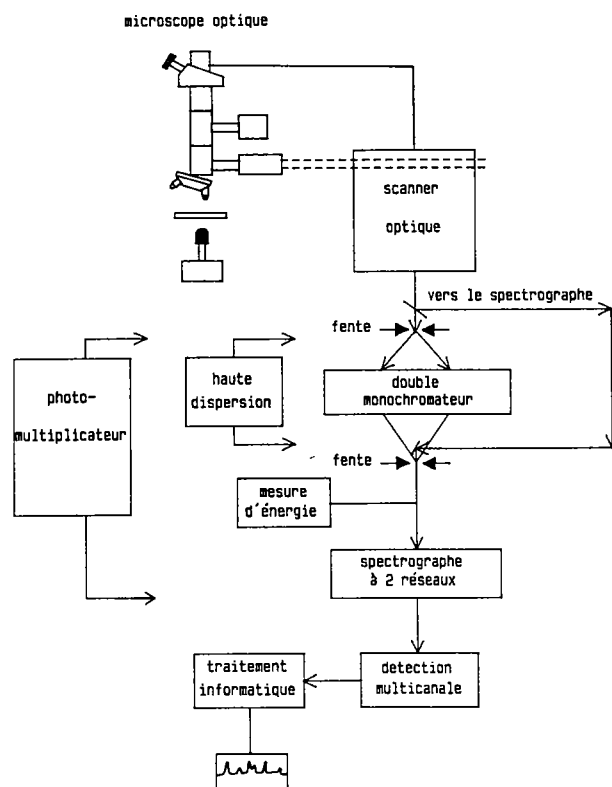 microscope optique
scanner
optique
vers le spectrographe
fente
double
monochromateur
haute
dispersion
photo-
multiplicateur
fente
mesure
d'énergie
spectrographe
à 2 réseaux
traitement
informatique
detection
multicanale